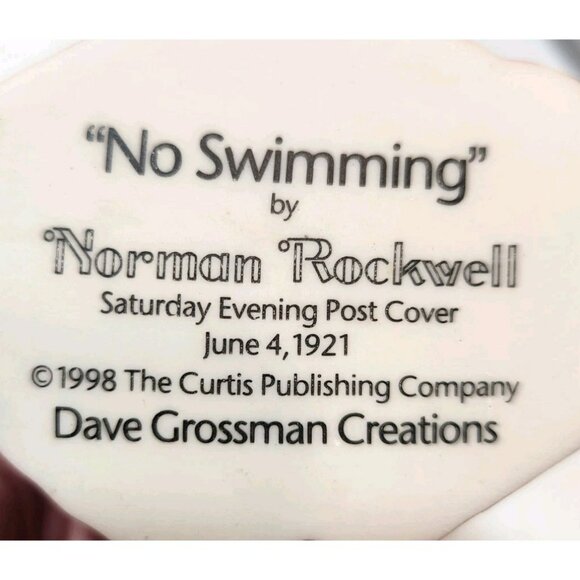 “No Swimming”
by
Norman Rockwell
Saturday Evening Post Cover
June 4, 1921
© 1998 The Curtis Publishing Company
Dave Grossman Creations